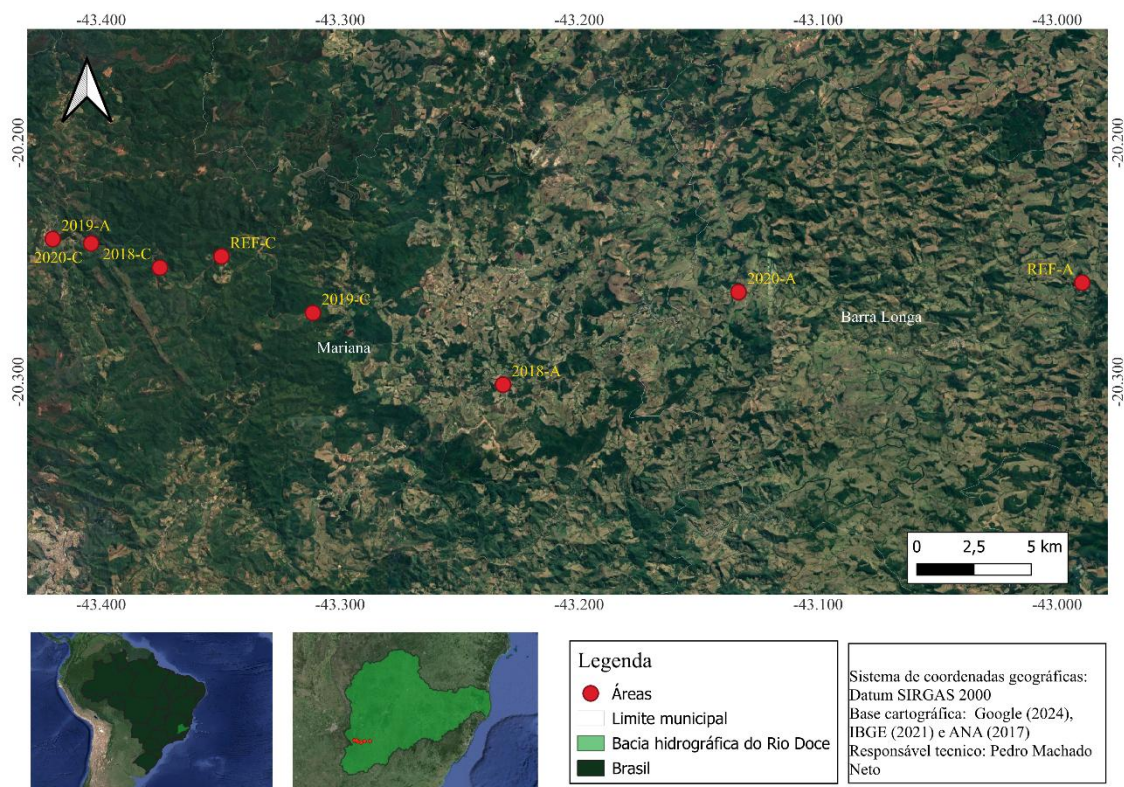 -43.400 -43.300 -43.200 -43.100 -43.000
-20.200 -20.200
2019-A
2020-C
2018-C
REF-C
2019-C
Mariana
2018-A
2020-A
Barra Longa
REF-A
-20.300 -20.300
0 2,5 5 km
-43.400 -43.300 -43.200 -43.100 -43.000
Legenda
Áreas
Limite municipal
Bacia hidrográfica do Rio Doce
Brasil
Sistema de coordenadas geográficas:
Datum SIRGAS 2000
Base cartográfica: Google (2024),
IBGE (2021) e ANA (2017)
Responsável tecnico: Pedro Machado
Neto